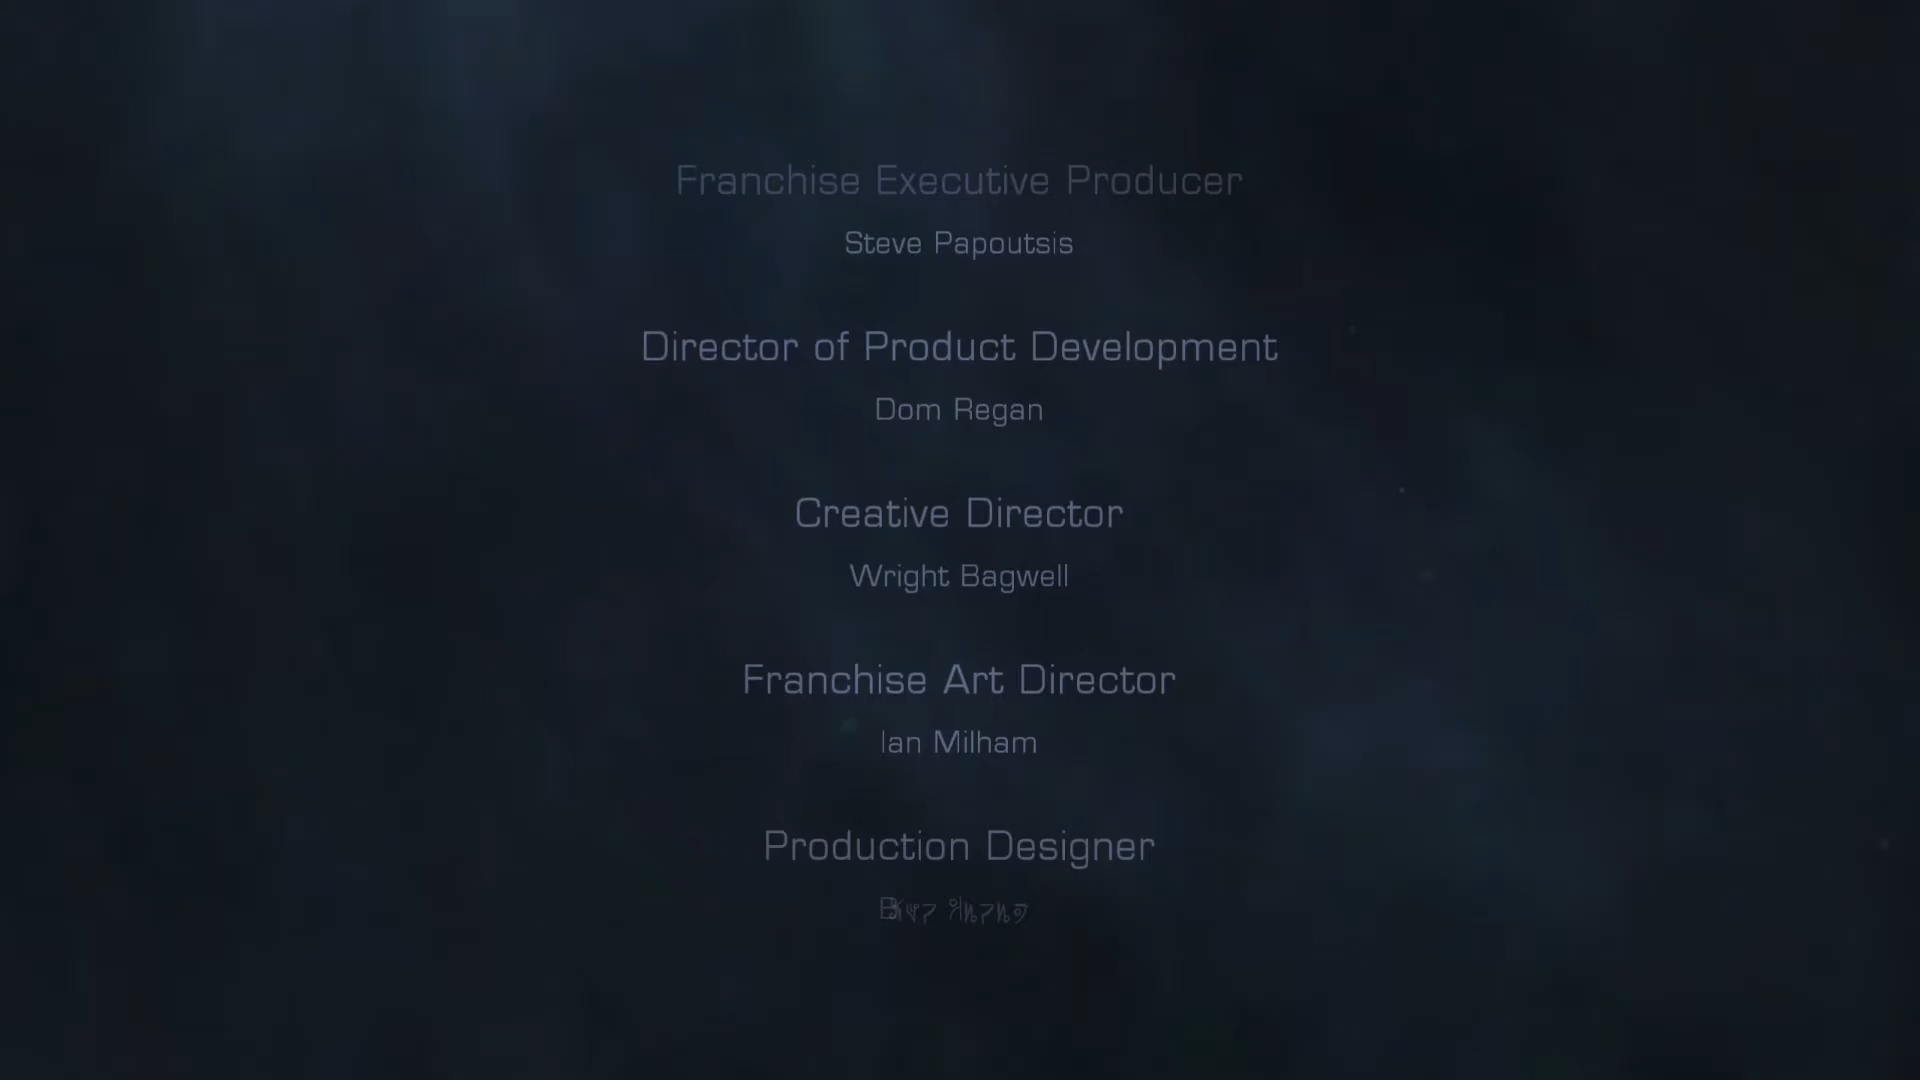 Franchise Executive Producer
Steve Papoutsis
Director of Product Development
Dom Regan
Creative Director
Wright Bagwell
Franchise Art Director
Ian Milham
Production Designer